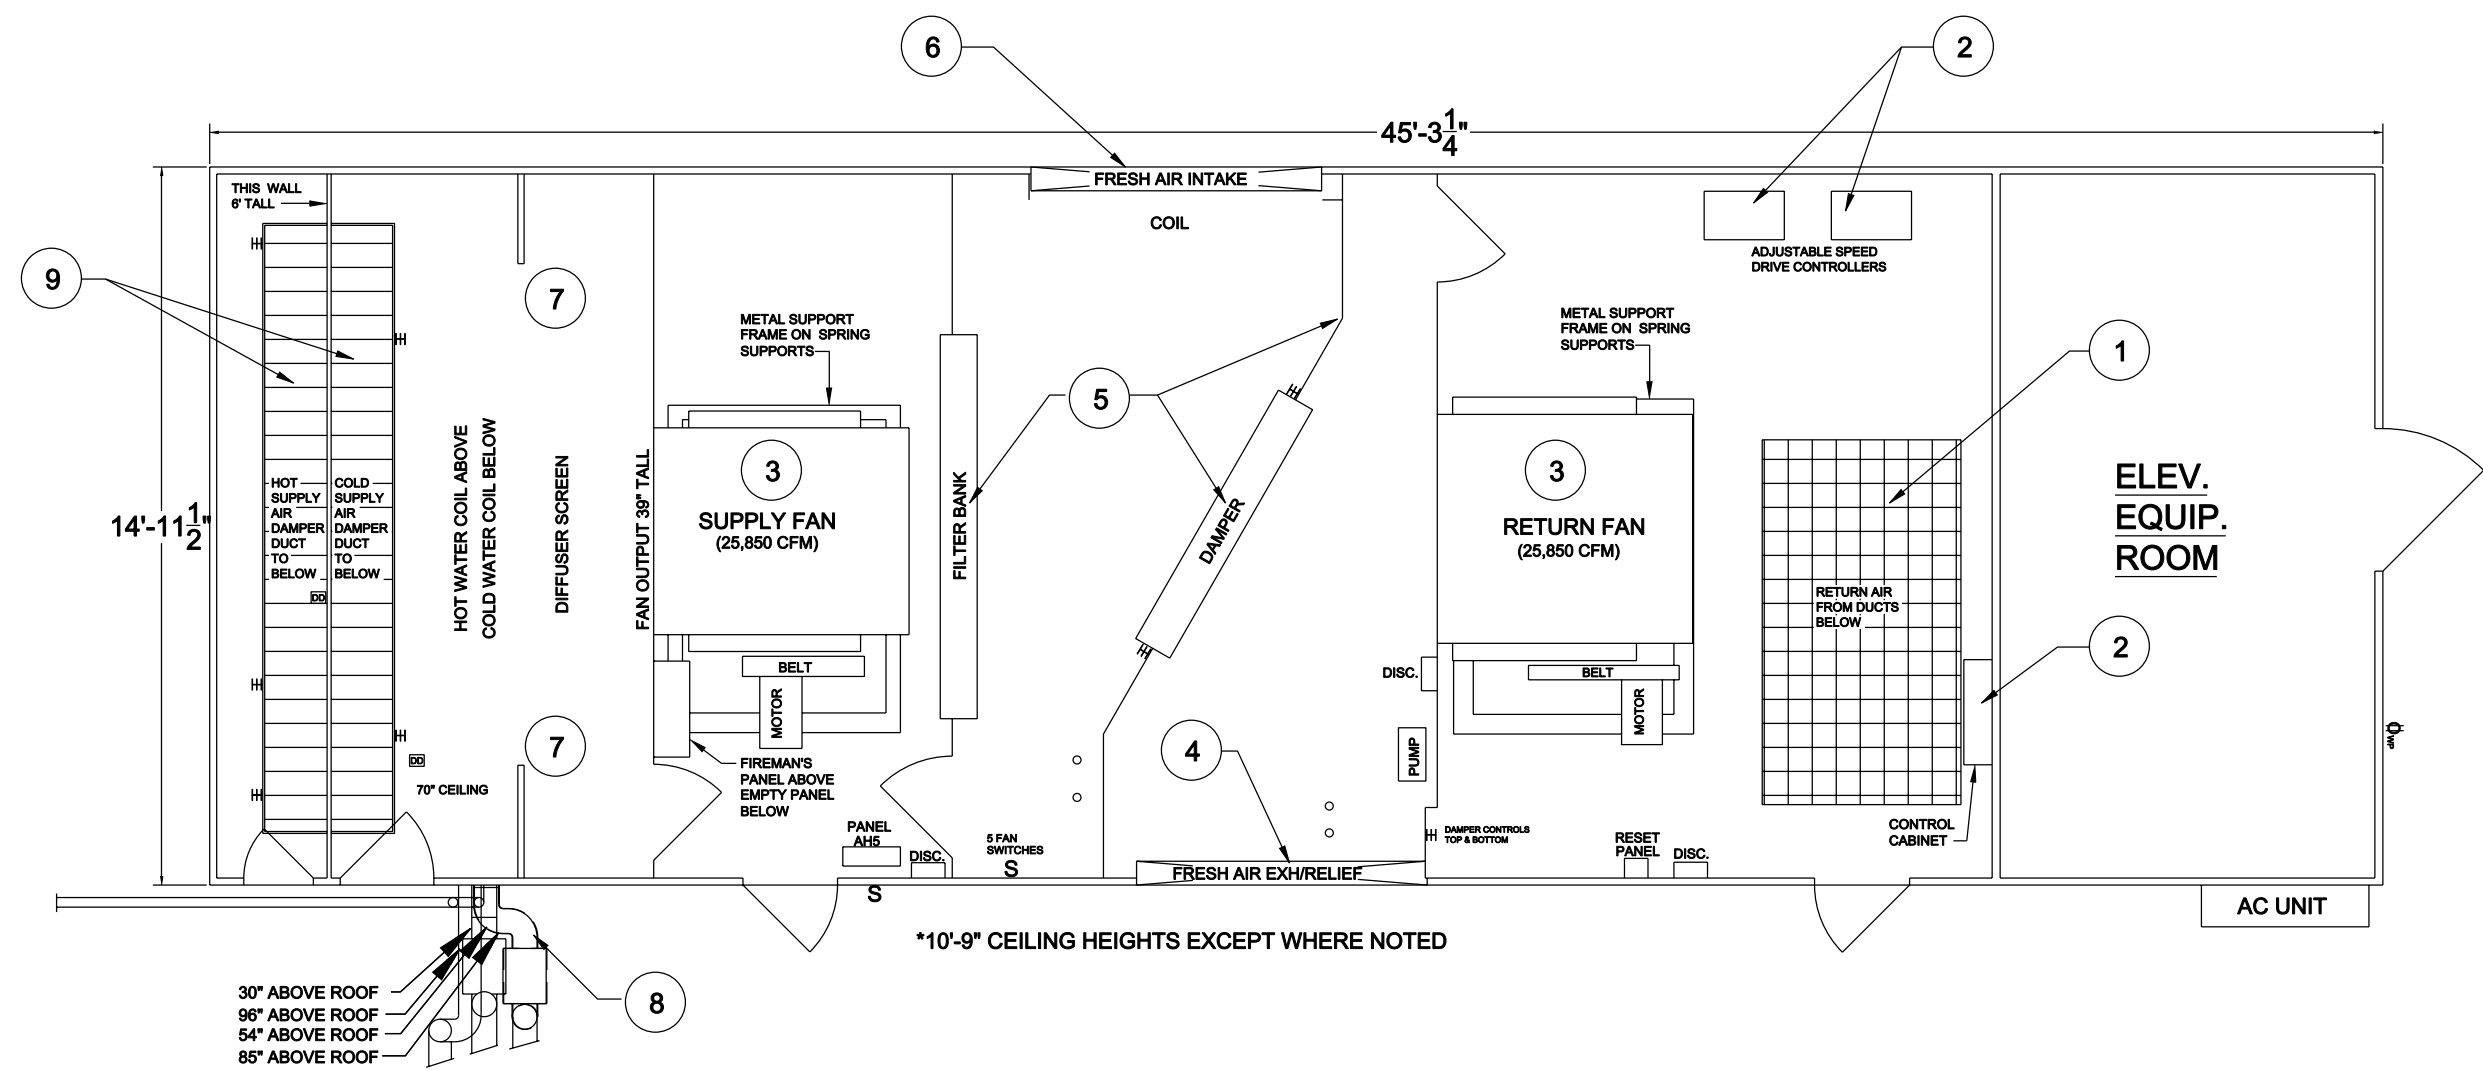 6
2
45'-3 1/4"
FRESH AIR INTAKE
THIS WALL
6' TALL
COIL
ADJUSTABLE SPEED
DRIVE CONTROLLERS
9
7
METAL SUPPORT
FRAME ON SPRING
SUPPORTS
METAL SUPPORT
FRAME ON SPRING
SUPPORTS
1
5
3
3
14'-11 1/2"
HOT
SUPPLY
AIR
DAMPER
DUCT
TO
BELOW
COLD
SUPPLY
AIR
DAMPER
DUCT
TO
BELOW
HOT WATER COIL ABOVE
COLD WATER COIL BELOW
DIFFUSER SCREEN
FAN OUTPUT 39" TALL
SUPPLY FAN
(25,850 CFM)
FILTER BANK
DAMPER
RETURN FAN
(25,850 CFM)
RETURN AIR
FROM DUCTS
BELOW
ELEV.
EQUIP.
ROOM
DD
2
BELT
MOTOR
DISC.
BELT
MOTOR
PUMP
WP
7
4
DD
70" CEILING
FIREMAN'S
PANEL ABOVE
EMPTY PANEL
BELOW
PANEL
AH5
DISC.
5 FAN
SWITCHES
S
S
DAMPER CONTROLS
TOP & BOTTOM
RESET
PANEL
DISC.
CONTROL
CABINET
FRESH AIR EXH/RELIEF
AC UNIT
*10'-9" CEILING HEIGHTS EXCEPT WHERE NOTED
30" ABOVE ROOF
96" ABOVE ROOF
54" ABOVE ROOF
85" ABOVE ROOF
8